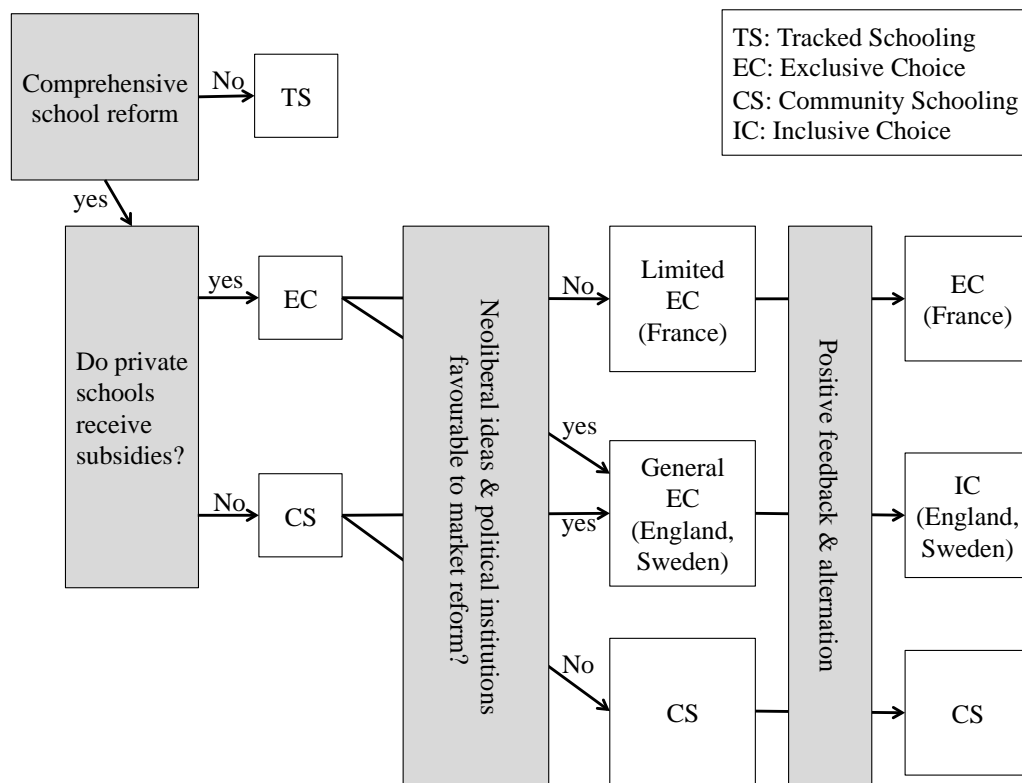 Comprehensive
school reform
No
TS
TS: Tracked Schooling
EC: Exclusive Choice
CS: Community Schooling
IC: Inclusive Choice
yes
Do private
schools
receive
subsidies?
yes
EC
No
CS
Neoliberal ideas & political institutions
favourable to market reform?
No
Limited
EC
(France)
yes
yes
General
EC
(England,
Sweden)
No
CS
Positive feedback & alternation
EC
(France)
IC
(England,
Sweden)
CS